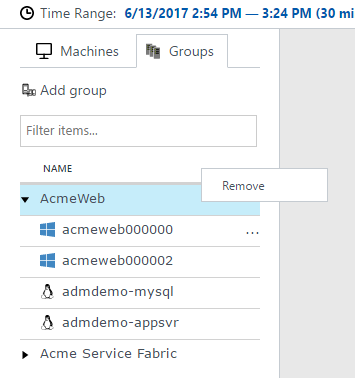 Time Range: 6/13/2017 2:54 PM — 3:24 PM (30 mi
Machines Groups
Add group
Filter items...
NAME
Remove
AcmeWeb
acmeweb000000 ...
acmeweb000002
admdemo-mysql
admdemo-appsvr
Acme Service Fabric